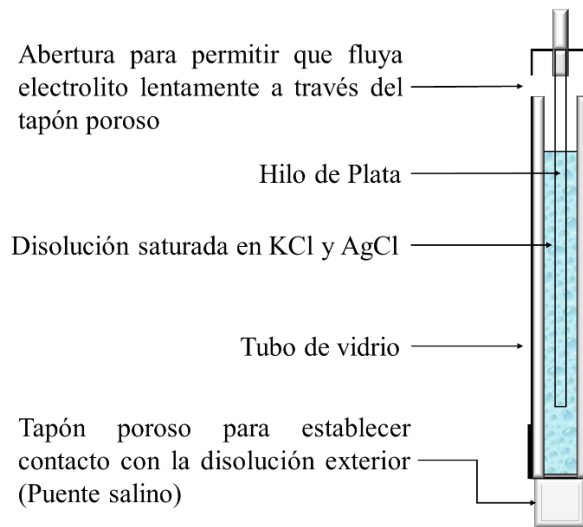 Abertura para permitir que fluya
electrolito lentamente a través del
tapón poroso
Hilo de Plata
Disolución saturada en KCl y AgCl
Tubo de vidrio
Tapón poroso para establecer
contacto con la disolución exterior
(Puente salino)